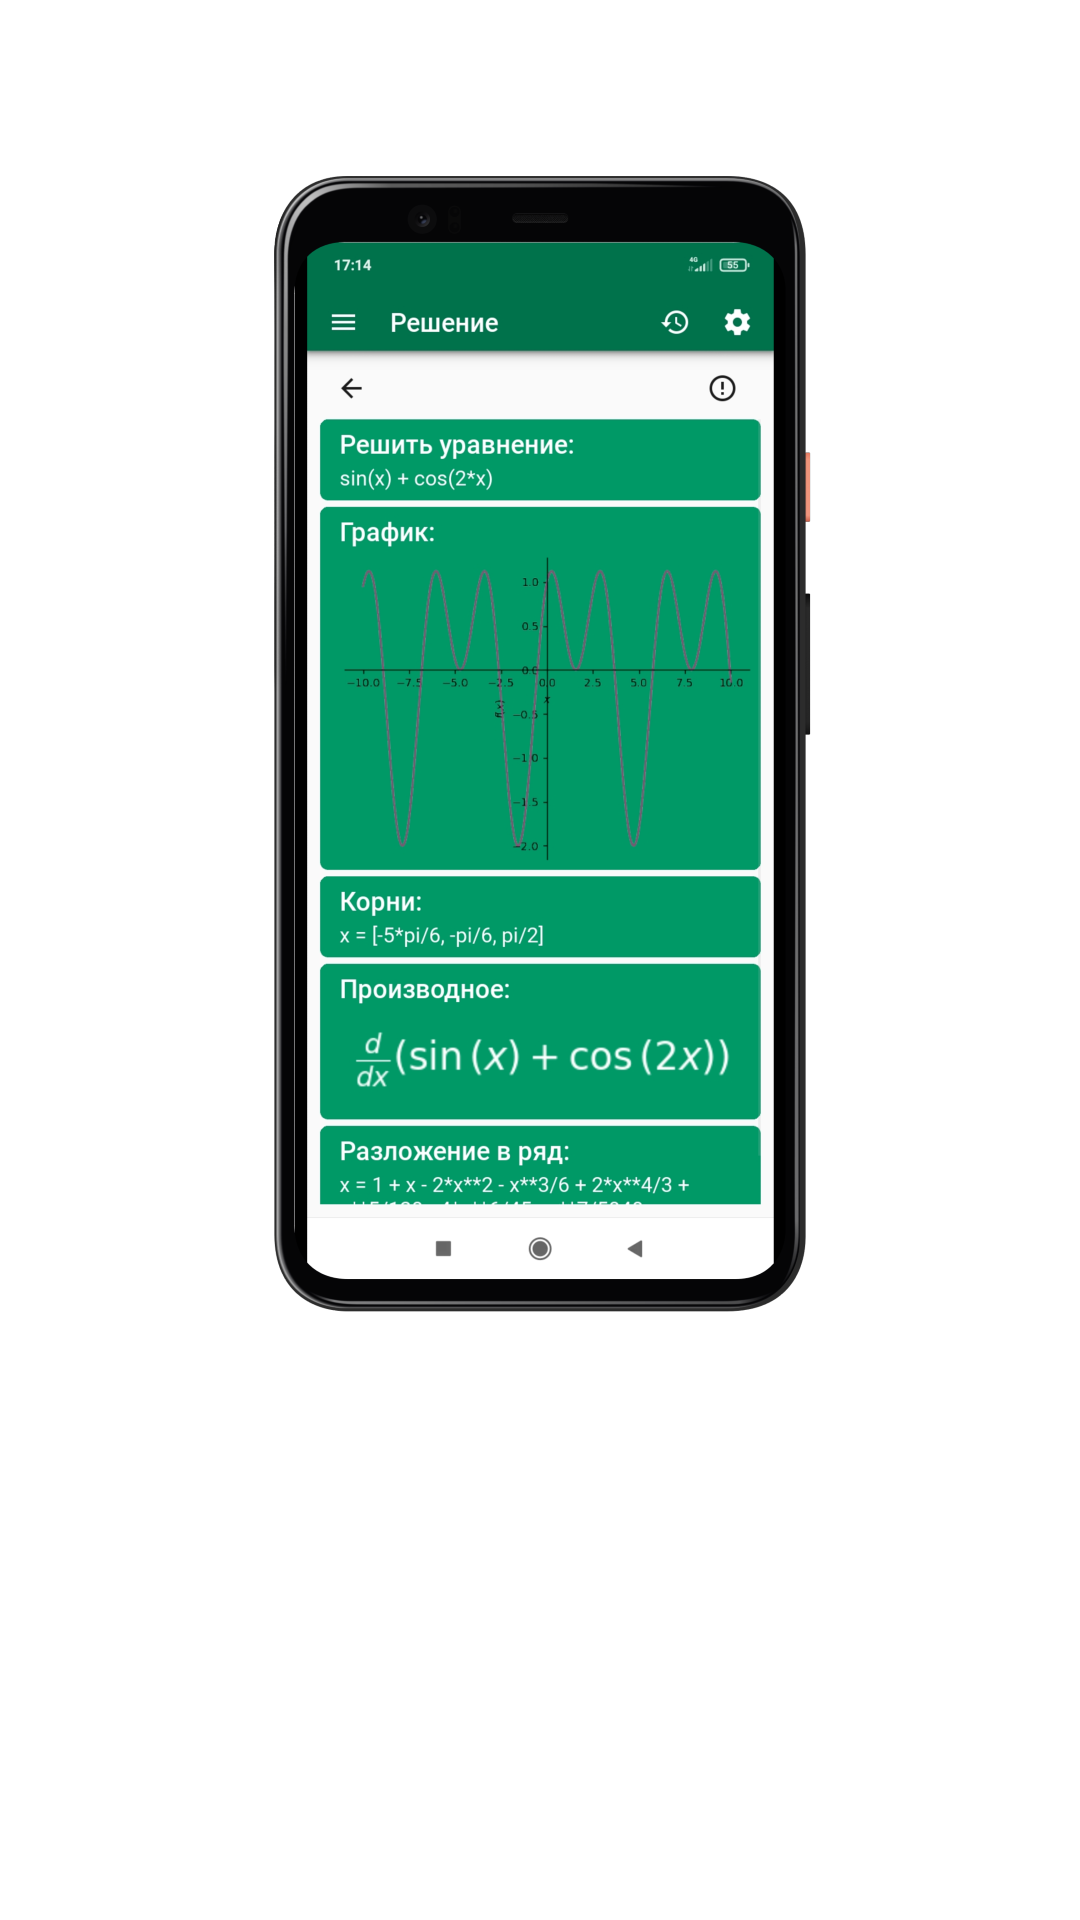 17:14 4G 55
Решение
Решить уравнение:
sin(x) + cos(2*x)
График:
1.0
0.5
0.0
−10.0 −7.5 −5.0 −2.5 0.0 2.5 5.0 7.5 10.0
x
f(x)
−0.5
−1.0
−1.5
−2.0
Корни:
x = [-5*pi/6, -pi/6, pi/2]
Производное:
d/dx (sin (x) + cos (2x))
Разложение в ряд:
x = 1 + x - 2*x**2 - x**3/6 + 2*x**4/3 +